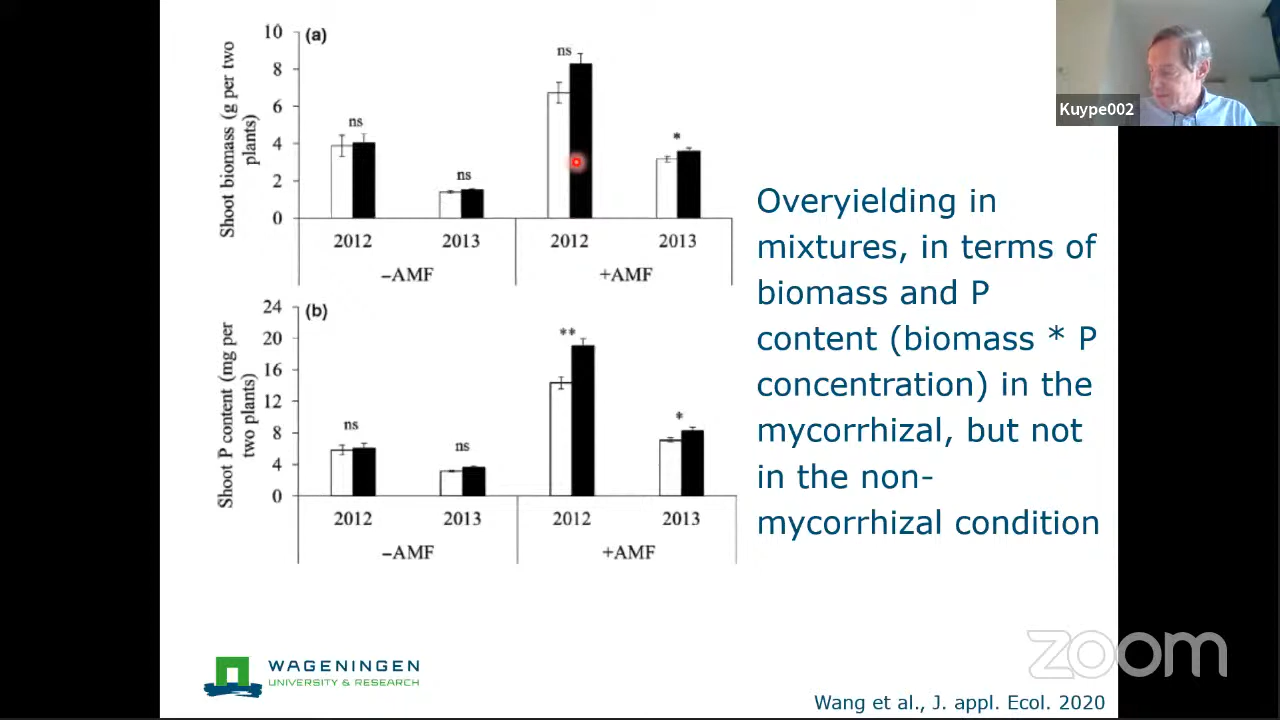 (a)
Shoot biomass (g per two
plants)
10
8
6
4
2
0
ns
ns
ns
*
2012
2013
2012
2013
–AMF
+AMF
(b)
Shoot P content (mg per
two plants)
24
20
16
12
8
4
0
ns
ns
**
*
2012
2013
2012
2013
–AMF
+AMF
Kuype002
Overyielding in
mixtures, in terms of
biomass and P
content (biomass * P
concentration) in the
mycorrhizal, but not
in the non-
mycorrhizal condition
WAGENINGEN
UNIVERSITY & RESEARCH
zoom
Wang et al., J. appl. Ecol. 2020